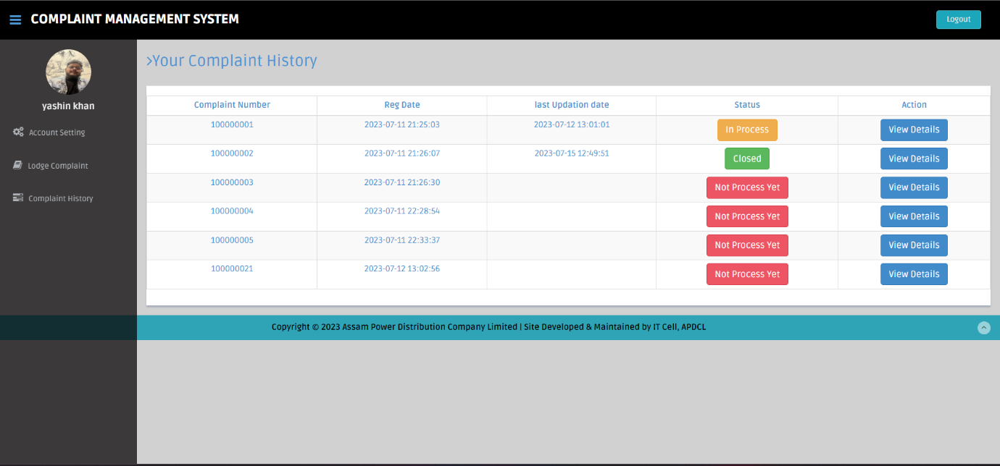 COMPLAINT MANAGEMENT SYSTEM
Logout
yashin khan
Account Setting
Lodge Complaint
Complaint History
>Your Complaint History
Complaint Number Reg Date last Updation date Status Action
100000001 2023-07-11 21:25:03 2023-07-12 13:01:01 In Process View Details
100000002 2023-07-11 21:26:07 2023-07-15 12:49:51 Closed View Details
100000003 2023-07-11 21:26:30 Not Process Yet View Details
100000004 2023-07-11 22:28:54 Not Process Yet View Details
100000005 2023-07-11 22:33:37 Not Process Yet View Details
100000021 2023-07-12 13:02:56 Not Process Yet View Details
Copyright © 2023 Assam Power Distribution Company Limited | Site Developed & Maintained by IT Cell, APDCL